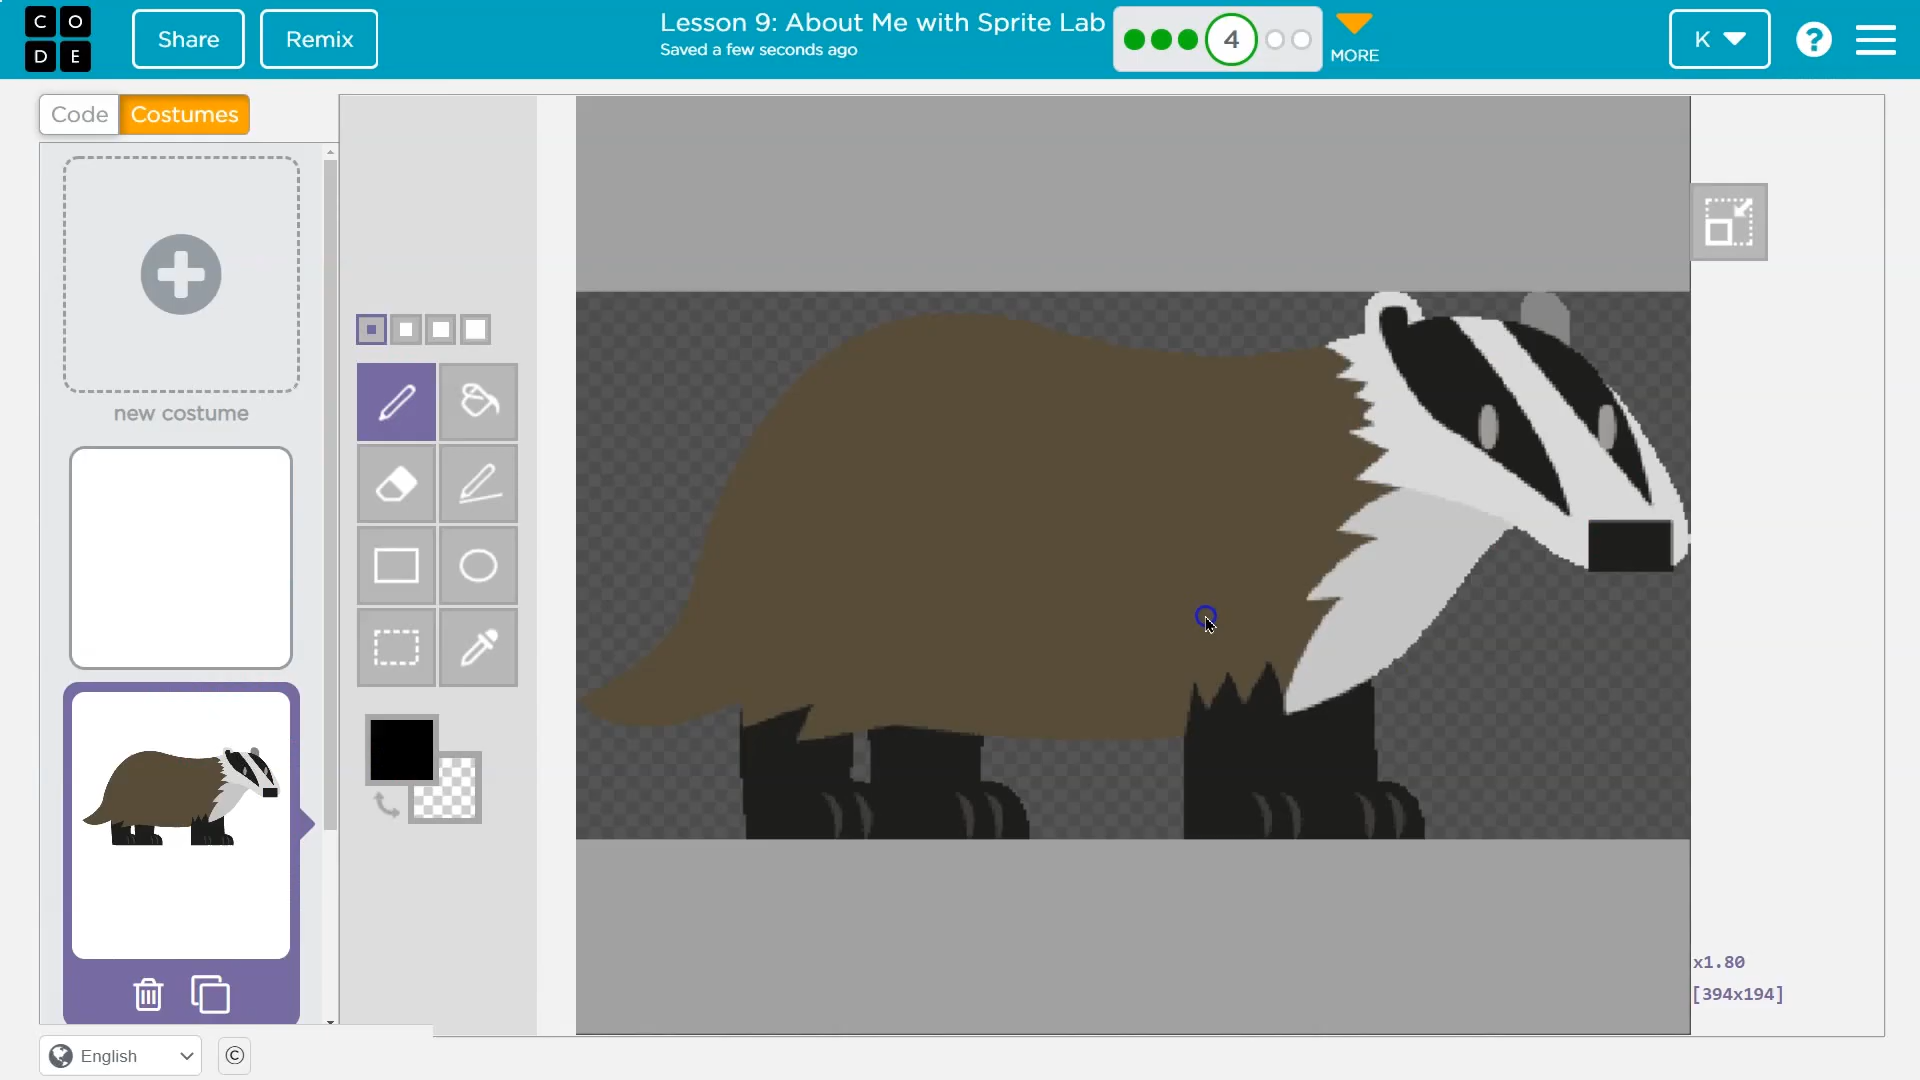 CODE
Share
Remix
Lesson 9: About Me with Sprite Lab
Saved a few seconds ago
4
MORE
K
?
Code
Costumes
new costume
x1.80
[394x194]
English
©